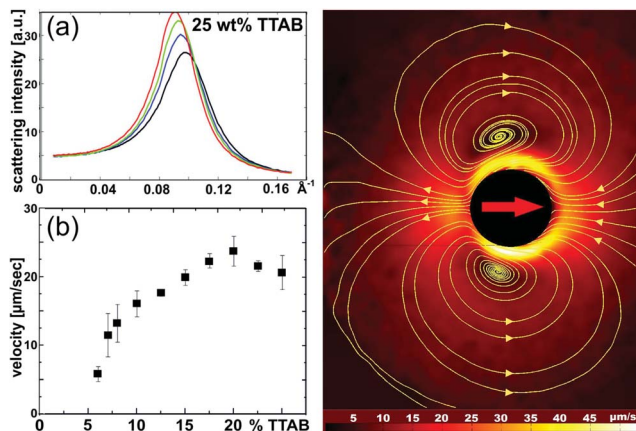 (a)
25 wt% TTAB
scattering intensity [a.u.]
30
20
10
0
0.04
0.08
0.12
0.16
Å⁻¹
(b)
velocity [µm/sec]
30
20
10
0
0
5
10
15
20
% TTAB
5 10 15 20 25 30 35 40 45 µm/s